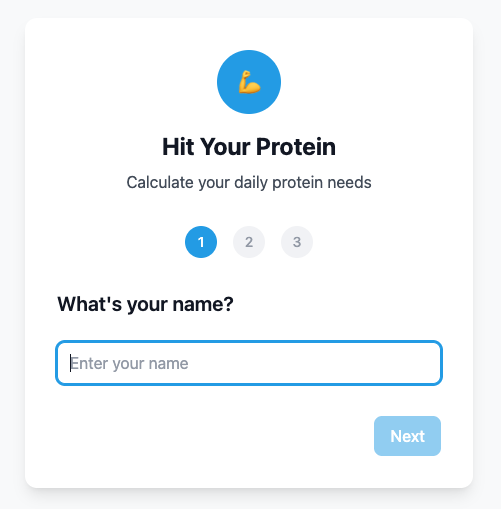 Hit Your Protein
Calculate your daily protein needs
1 2 3
What's your name?
Enter your name
Next